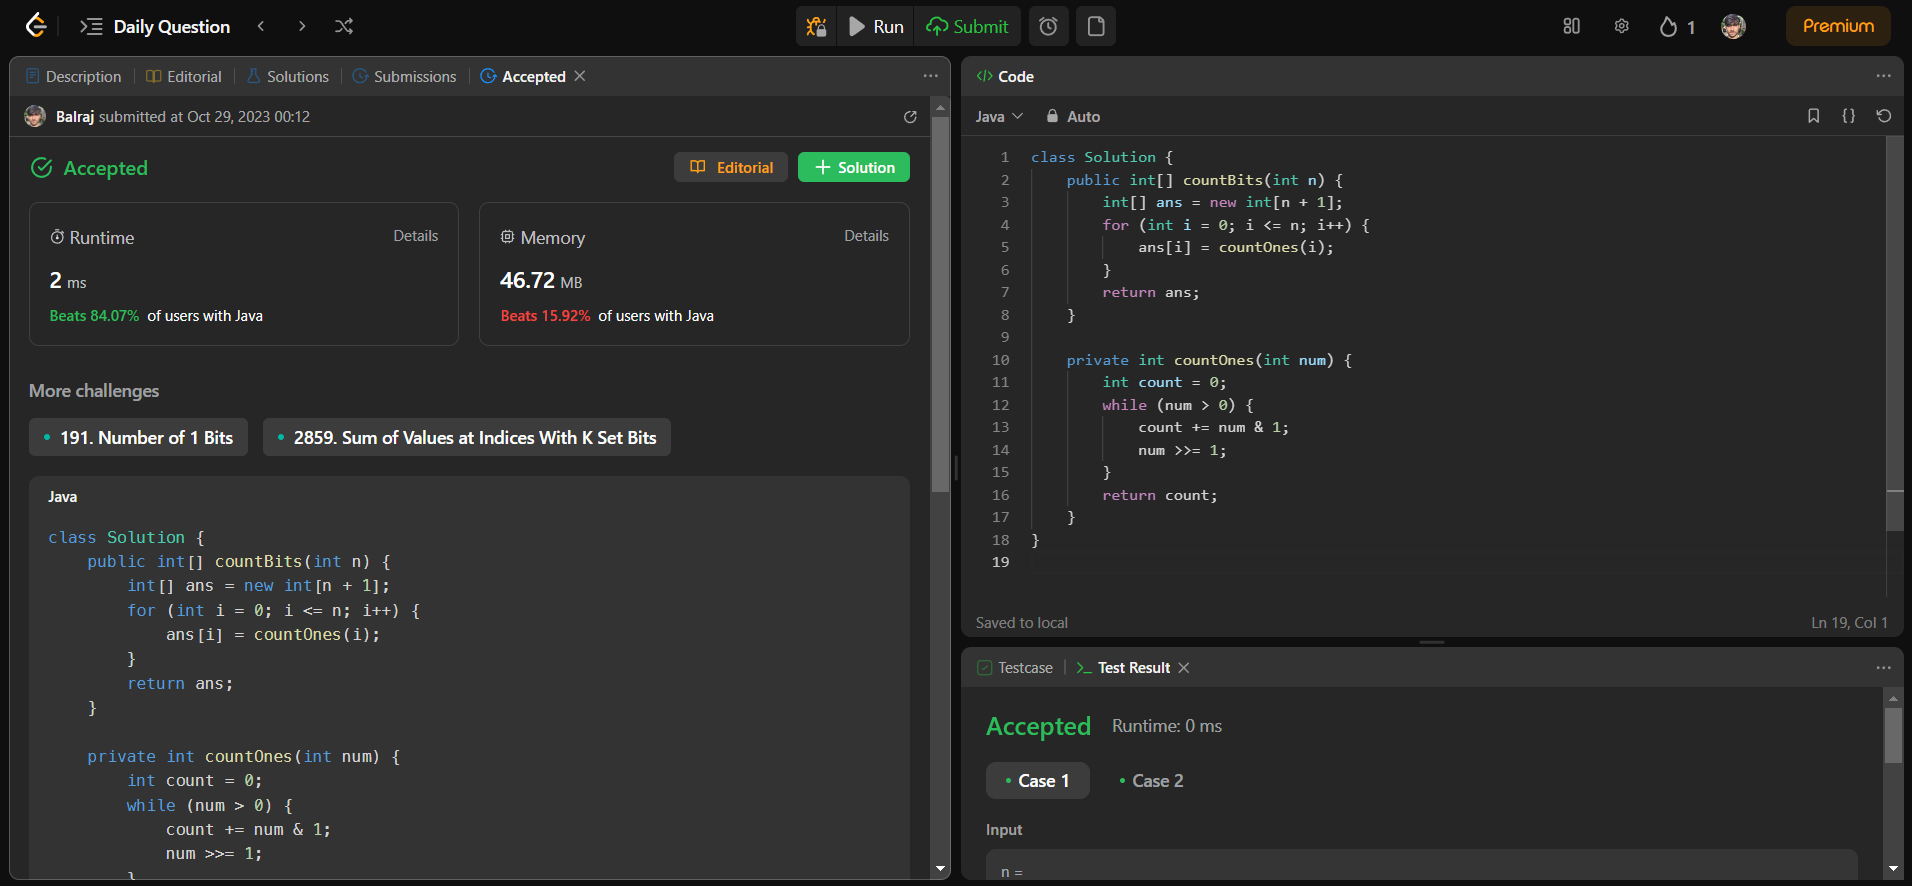 Daily Question
Run
Submit
1
Premium
Description
Editorial
Solutions
Submissions
Accepted
Balraj submitted at Oct 29, 2023 00:12
Accepted
Editorial
Solution
Runtime
Details
2 ms
Beats 84.07% of users with Java
Memory
Details
46.72 MB
Beats 15.92% of users with Java
More challenges
191. Number of 1 Bits
2859. Sum of Values at Indices With K Set Bits
Java
class Solution {
    public int[] countBits(int n) {
        int[] ans = new int[n + 1];
        for (int i = 0; i <= n; i++) {
            ans[i] = countOnes(i);
        }
        return ans;
    }

    private int countOnes(int num) {
        int count = 0;
        while (num > 0) {
            count += num & 1;
            num >>= 1;
        }
</> Code
Java
Auto
{}
1 class Solution {
2     public int[] countBits(int n) {
3         int[] ans = new int[n + 1];
4         for (int i = 0; i <= n; i++) {
5             ans[i] = countOnes(i);
6         }
7         return ans;
8     }
9
10     private int countOnes(int num) {
11         int count = 0;
12         while (num > 0) {
13             count += num & 1;
14             num >>= 1;
15         }
16         return count;
17     }
18 }
19
Saved to local
Ln 19, Col 1
Testcase
Test Result
Accepted
Runtime: 0 ms
Case 1
Case 2
Input
n =